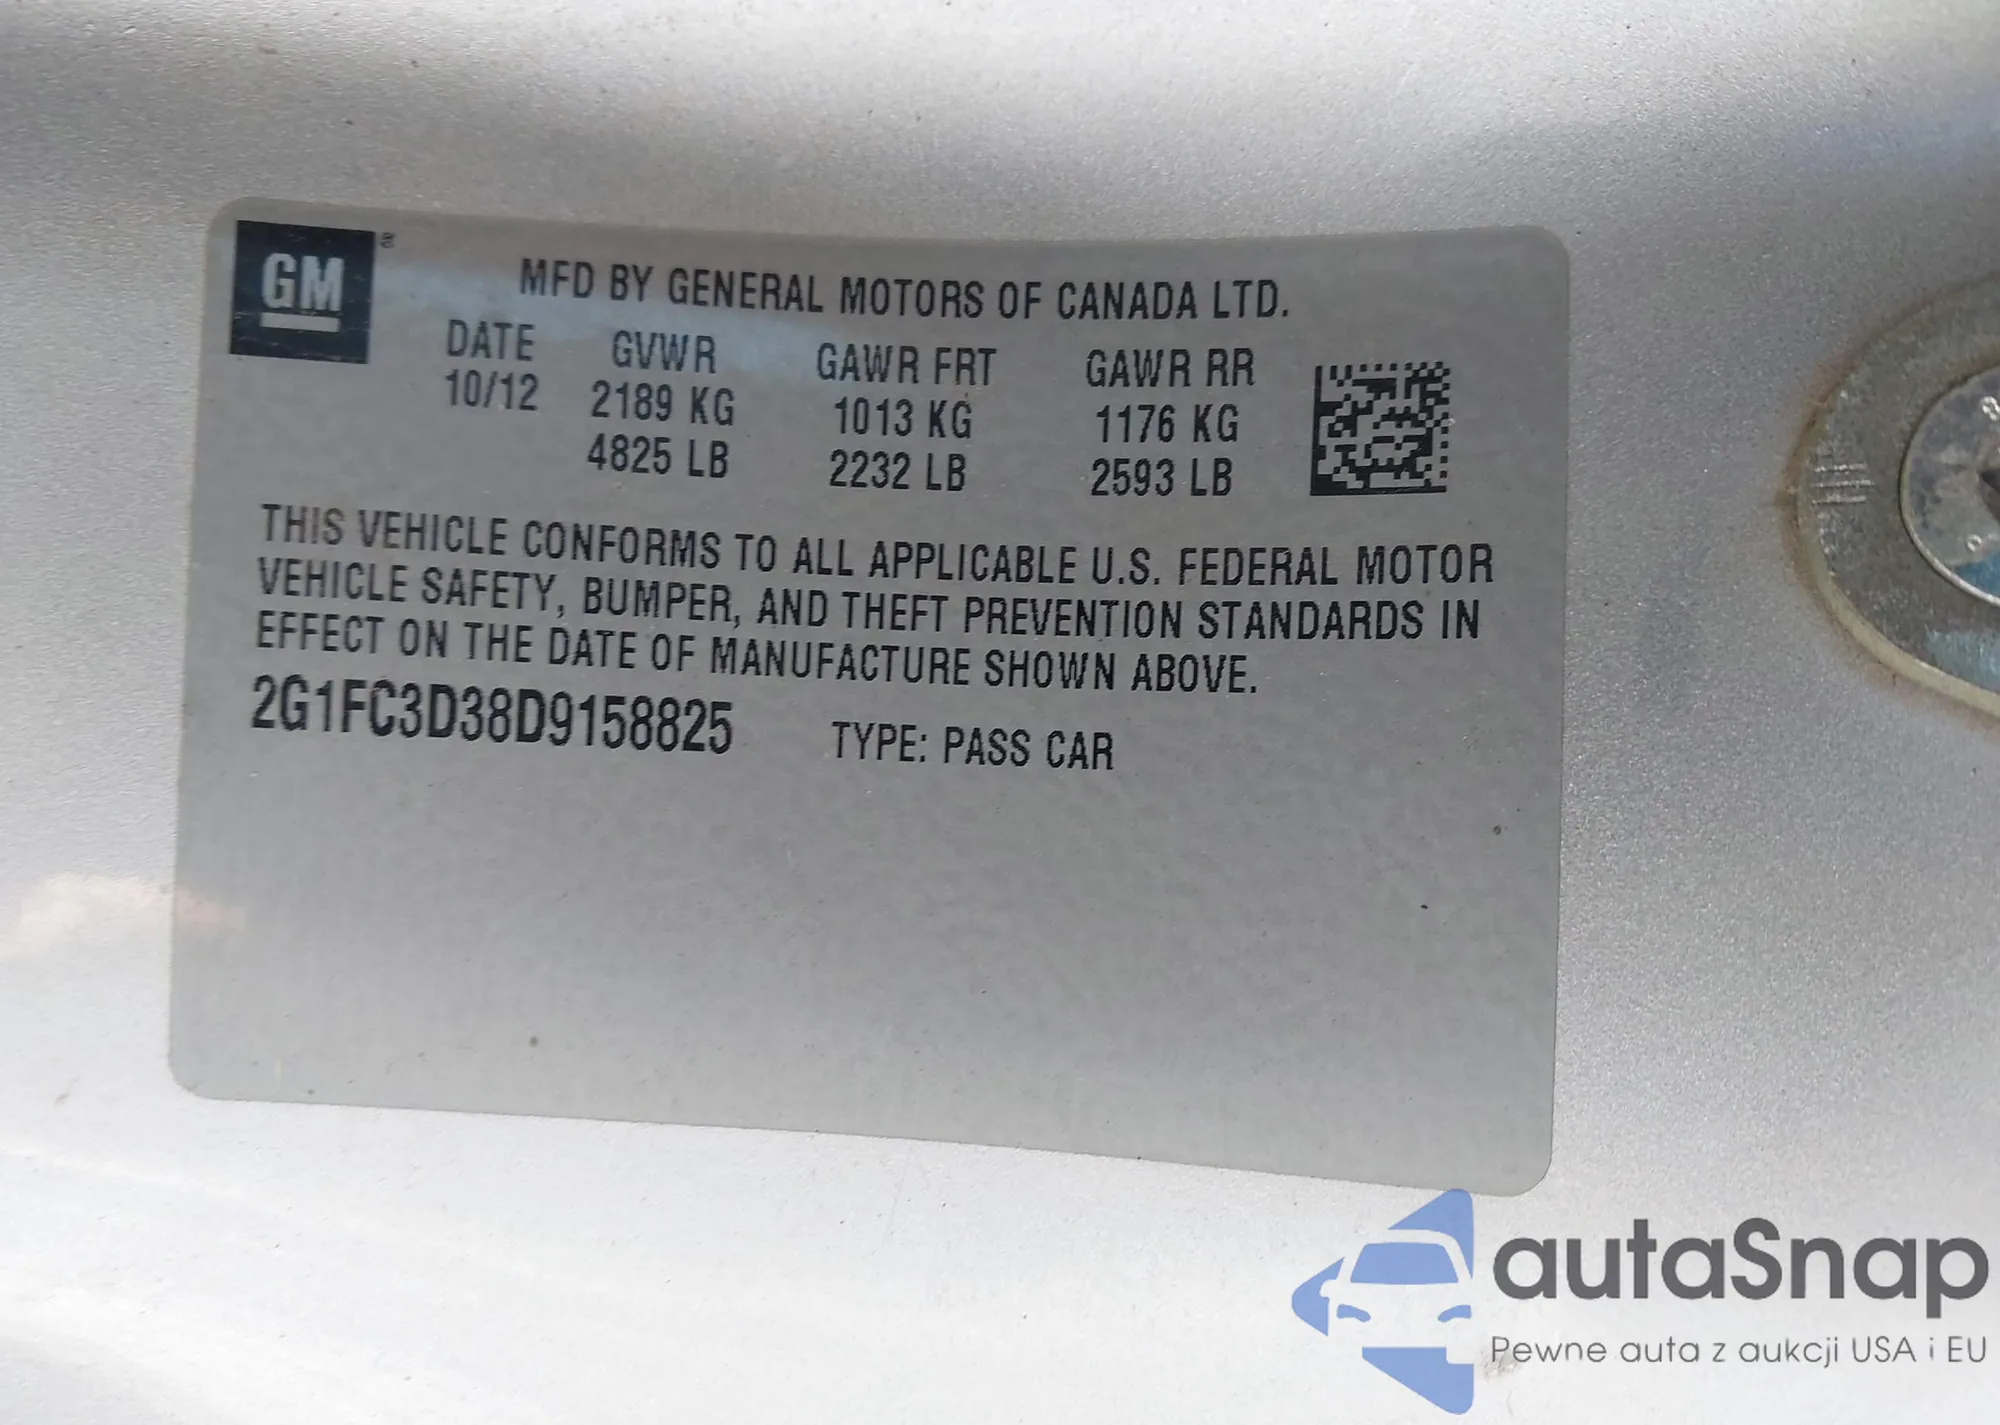 GM®
MFD BY GENERAL MOTORS OF CANADA LTD.
DATE GVWR GAWR FRT GAWR RR
10/12 2189 KG 1013 KG 1176 KG
4825 LB 2232 LB 2593 LB
THIS VEHICLE CONFORMS TO ALL APPLICABLE U.S. FEDERAL MOTOR
VEHICLE SAFETY, BUMPER, AND THEFT PREVENTION STANDARDS IN
EFFECT ON THE DATE OF MANUFACTURE SHOWN ABOVE.
2G1FC3D38D9158825 TYPE: PASS CAR
autaSnap
Pewne auta z aukcji USA i EU